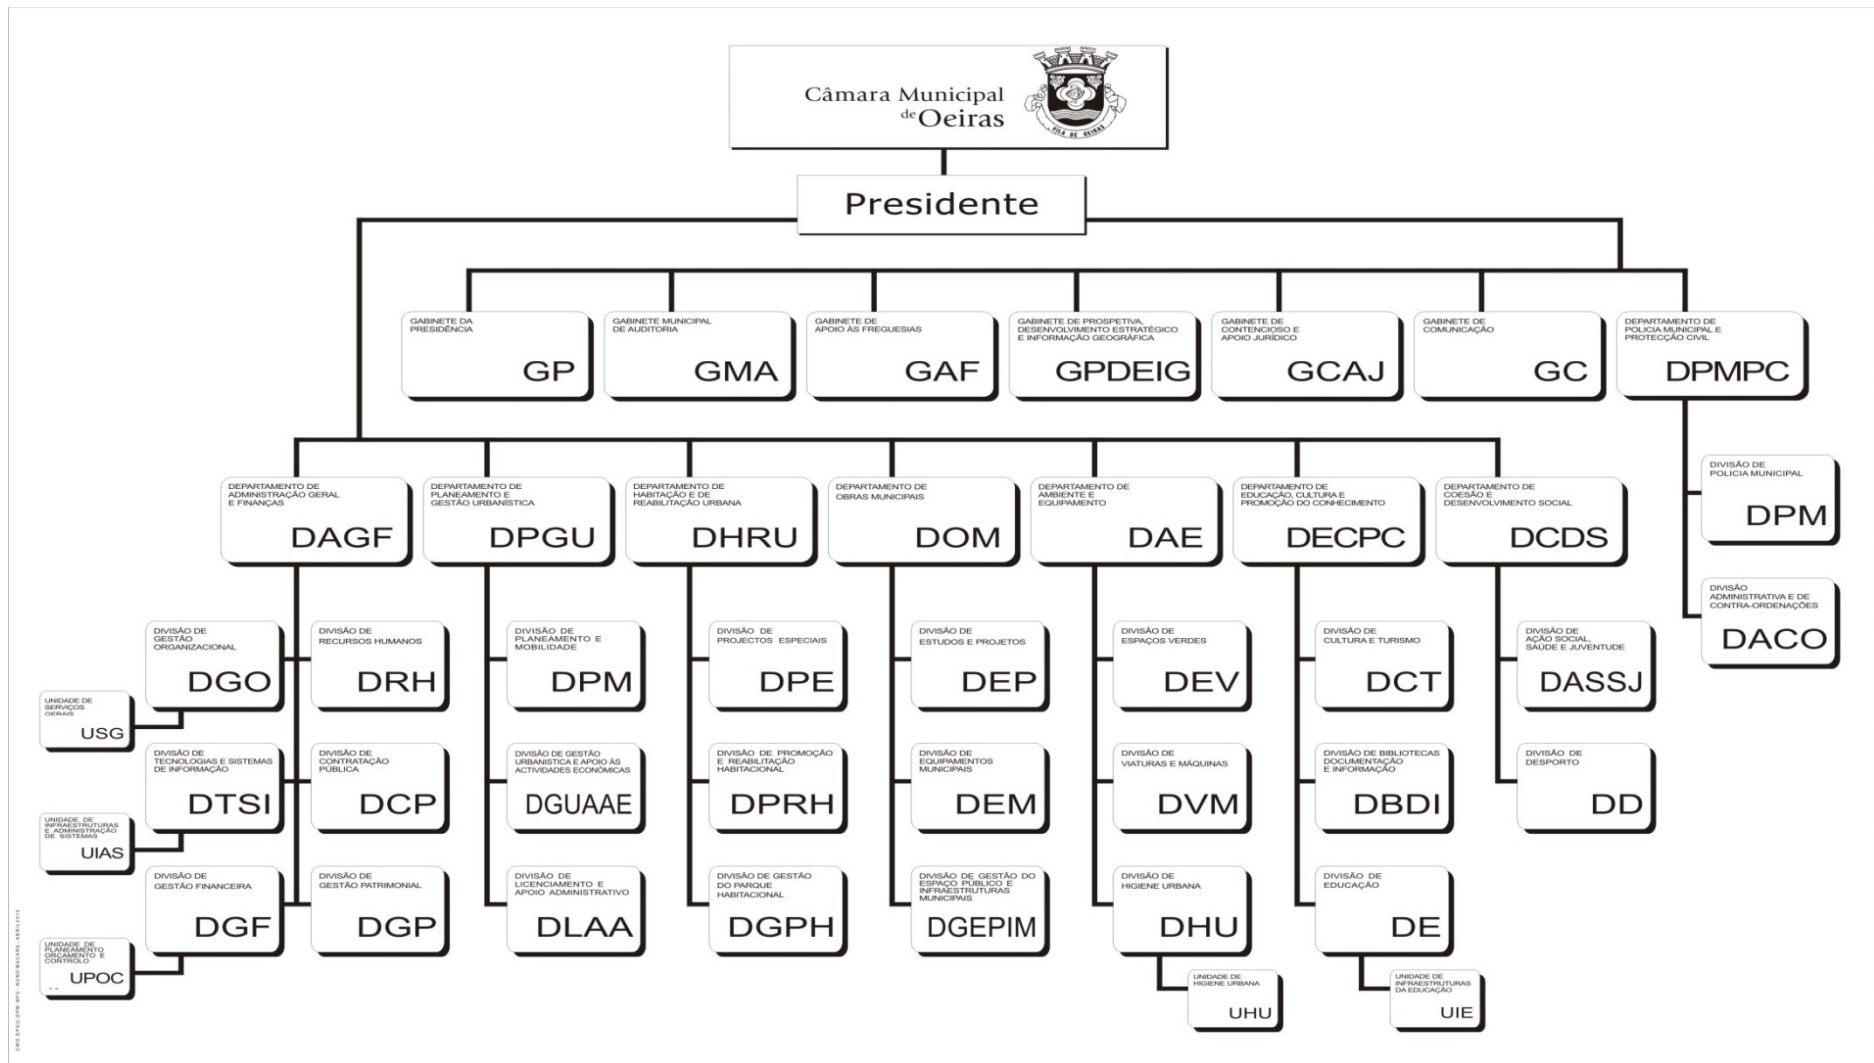 Câmara Municipal
de Oeiras
VILA DE OEIRAS
Presidente
GABINETE DA
PRESIDÊNCIA
GP
GABINETE MUNICIPAL
DE AUDITORIA
GMA
GABINETE DE
APOIO ÀS FREGUESIAS
GAF
GABINETE DE PROSPETIVA,
DESENVOLVIMENTO ESTRATÉGICO
E INFORMAÇÃO GEOGRÁFICA
GPDEIG
GABINETE DE
CONTENCIOSO E
APOIO JURÍDICO
GCAJ
GABINETE DE
COMUNICAÇÃO
GC
DEPARTAMENTO DE
POLICIA MUNICIPAL E
PROTECÇÃO CIVIL
DPMPC
DIVISÃO DE
POLICIA MUNICIPAL
DPM
DIVISÃO
ADMINISTRATIVA E DE
CONTRA-ORDENAÇÕES
DACO
DEPARTAMENTO DE
ADMINISTRAÇÃO GERAL
E FINANÇAS
DAGF
DEPARTAMENTO DE
PLANEAMENTO E
GESTÃO URBANÍSTICA
DPGU
DEPARTAMENTO DE
HABITAÇÃO E DE
REABILITAÇÃO URBANA
DHRU
DEPARTAMENTO DE
OBRAS MUNICIPAIS
DOM
DEPARTAMENTO DE
AMBIENTE E
EQUIPAMENTO
DAE
DEPARTAMENTO DE
EDUCAÇÃO, CULTURA E
PROMOÇÃO DO CONHECIMENTO
DECPC
DEPARTAMENTO DE
COESÃO E
DESENVOLVIMENTO SOCIAL
DCDS
DIVISÃO DE
GESTÃO
ORGANIZACIONAL
DGO
DIVISÃO DE
RECURSOS HUMANOS
DRH
DIVISÃO DE
PLANEAMENTO E
MOBILIDADE
DPM
DIVISÃO DE
PROJECTOS ESPECIAIS
DPE
DIVISÃO DE
ESTUDOS E PROJETOS
DEP
DIVISÃO DE
ESPAÇOS VERDES
DEV
DIVISÃO DE
CULTURA E TURISMO
DCT
DIVISÃO DE
AÇÃO SOCIAL,
SAÚDE E JUVENTUDE
DASSJ
UNIDADE DE
SERVIÇOS
GERAIS
USG
DIVISÃO DE
TECNOLOGIAS E SISTEMAS
DE INFORMAÇÃO
DTSI
DIVISÃO DE
CONTRATAÇÃO
PÚBLICA
DCP
DIVISÃO DE GESTÃO
URBANISTICA E APOIO ÀS
ACTIVIDADES ECONÓMICAS
DGUAAE
DIVISÃO DE PROMOÇÃO
E REABILITAÇÃO
HABITACIONAL
DPRH
DIVISÃO DE
EQUIPAMENTOS
MUNICIPAIS
DEM
DIVISÃO DE
VIATURAS E MÁQUINAS
DVM
DIVISÃO DE BIBLIOTECAS
DOCUMENTAÇÃO
E INFORMAÇÃO
DBDI
DIVISÃO DE
DESPORTO
DD
UNIDADE DE
INFRAESTRUTURAS
E ADMINISTRAÇÃO
DE SISTEMAS
UIAS
DIVISÃO DE
GESTÃO FINANCEIRA
DGF
DIVISÃO DE
GESTÃO PATRIMONIAL
DGP
DIVISÃO DE
LICENCIAMENTO E
APOIO ADMINISTRATIVO
DLAA
DIVISÃO DE GESTÃO
DO PARQUE
HABITACIONAL
DGPH
DIVISÃO DE GESTÃO DO
ESPAÇO PÚBLICO E
INFRAESTRUTURAS
MUNICIPAIS
DGEPIM
DIVISÃO DE
HIGIENE URBANA
DHU
DIVISÃO DE
EDUCAÇÃO
DE
UNIDADE DE
PLANEAMENTO
ORÇAMENTO E
CONTROLO
UPOC
UNIDADE DE
HIGIENE URBANA
UHU
UNIDADE DE
INFRAESTRUTURAS
DA EDUCAÇÃO
UIE